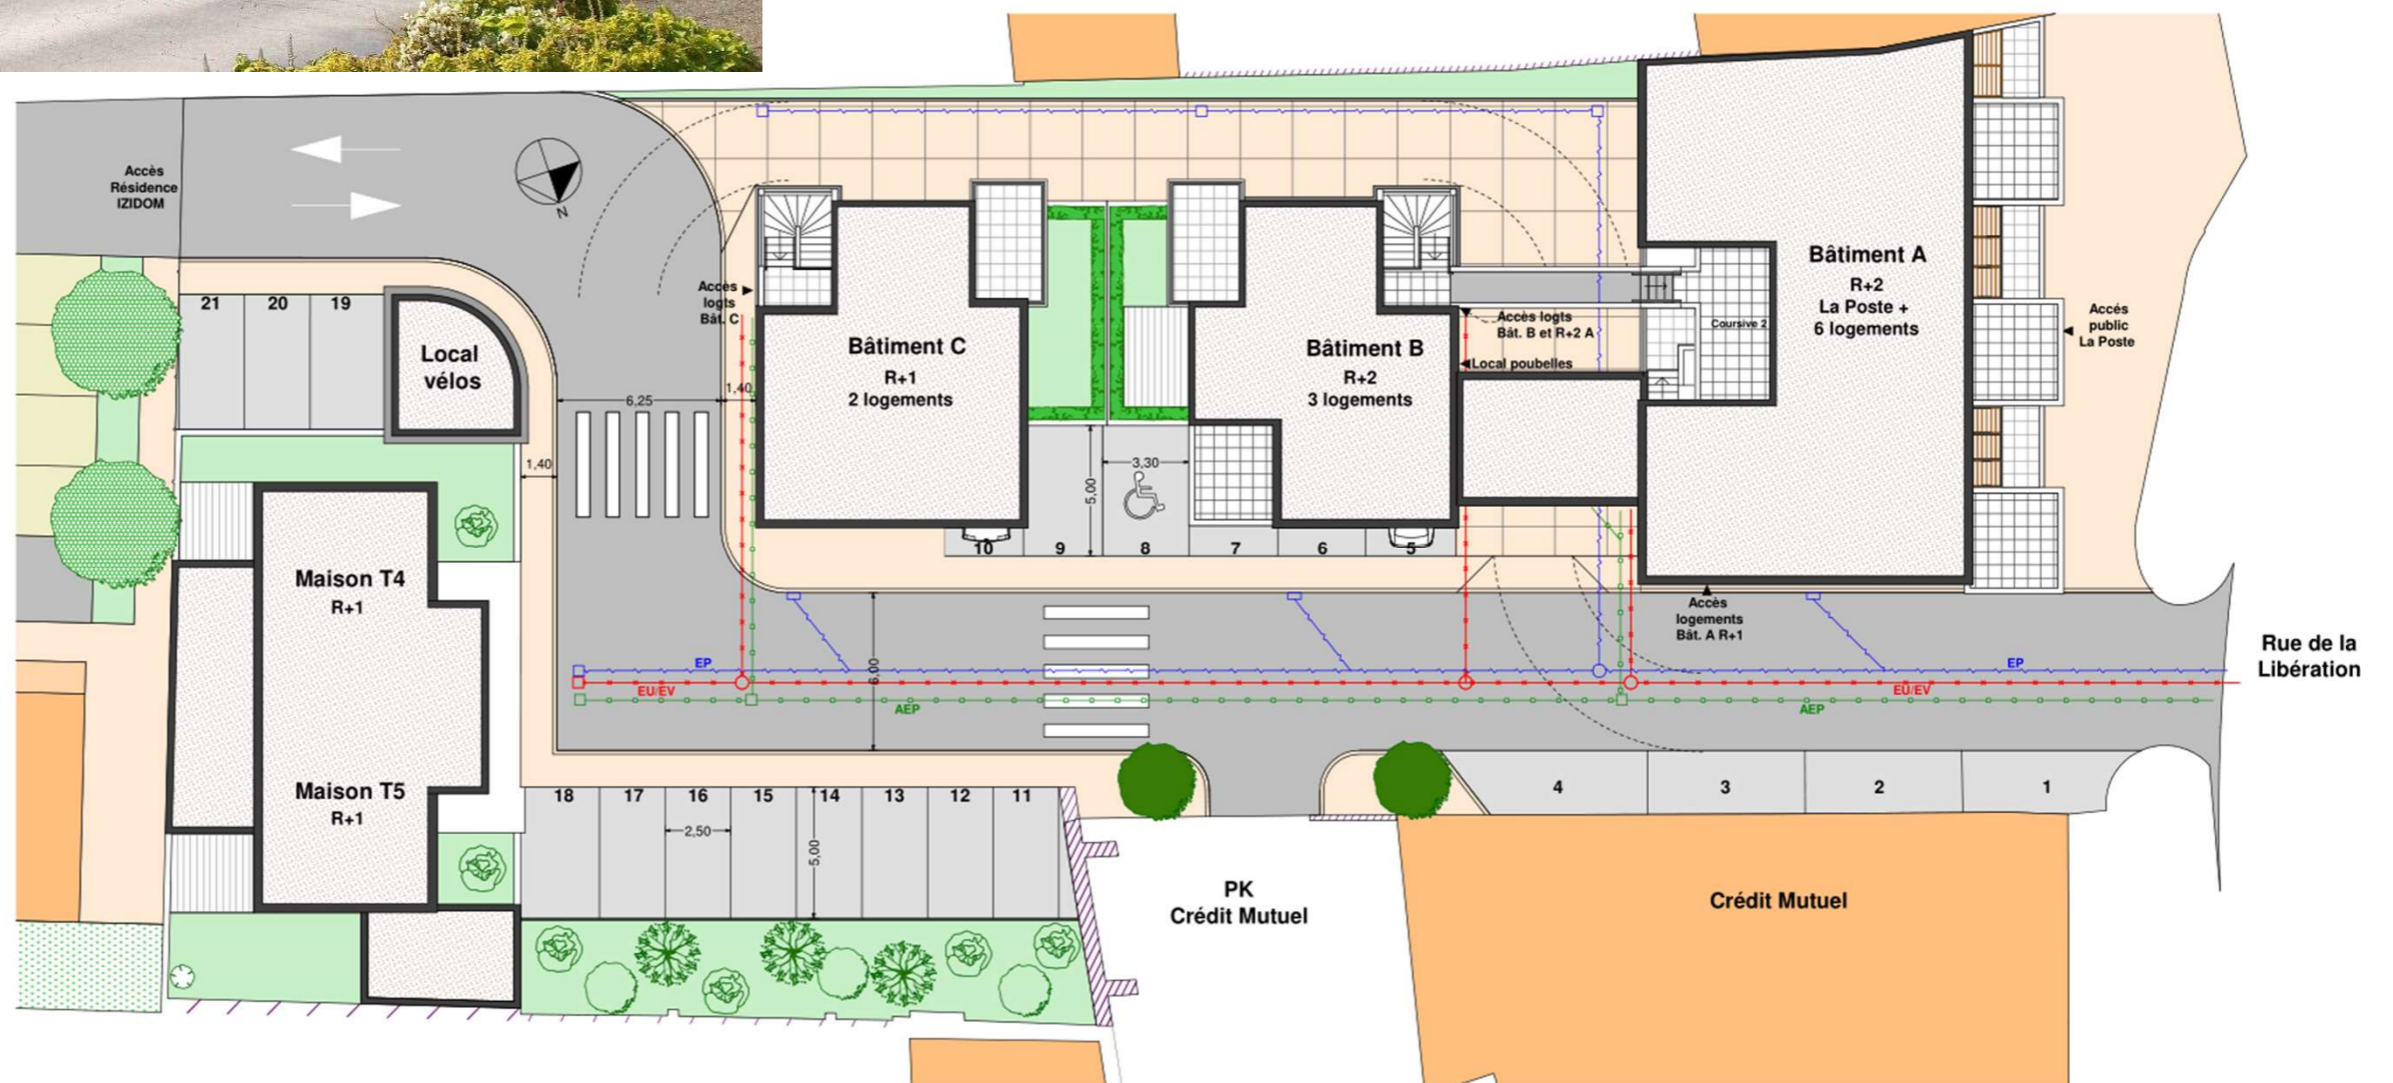 Accès
Résidence
IZIDOM
N
21
20
19
Local
vélos
Accès
logts
Bât. C
Bâtiment C
R+1
2 logements
Bâtiment B
R+2
3 logements
Accès logts
Bât. B et R+2 A
Local poubelles
Coursive 2
Bâtiment A
R+2
La Poste +
6 logements
Accés
public
La Poste
6,25
1,40
1,40
3,30
5,00
10
9
8
7
6
5
Maison T4
R+1
Accès
logements
Bât. A R+1
Rue de la
Libération
EP
EP
6,00
EU/EV
EU/EV
AEP
AEP
Maison T5
R+1
18
17
16
15
14
13
12
11
2,50
5,00
4
3
2
1
PK
Crédit Mutuel
Crédit Mutuel